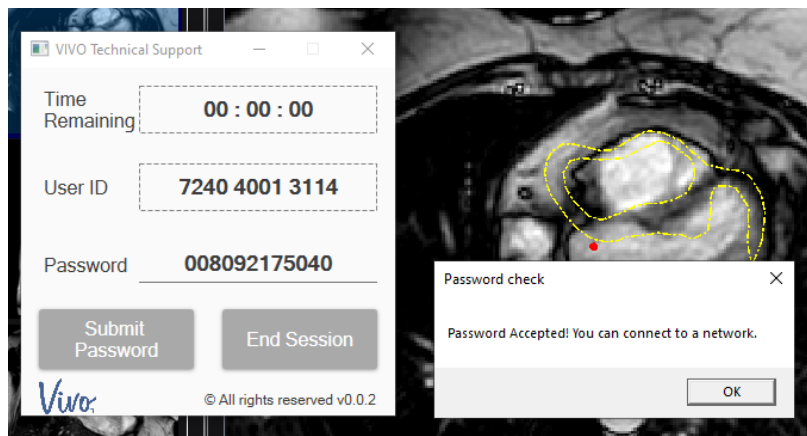 VIVO Technical Support
Time
Remaining
00 : 00 : 00
User ID
7240 4001 3114
Password
008092175040
Submit
Password
End Session
Vivo.
© All rights reserved v0.0.2
Password check
Password Accepted! You can connect to a network.
OK